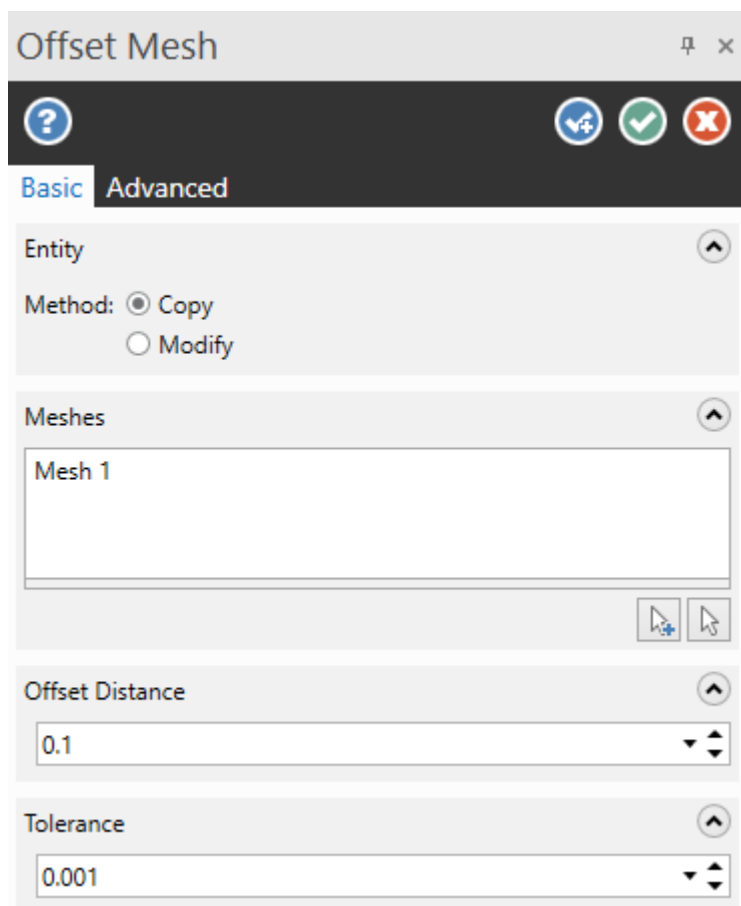 Offset Mesh
Basic Advanced
Entity
Method: Copy
Modify
Meshes
Mesh 1
Offset Distance
0.1
Tolerance
0.001